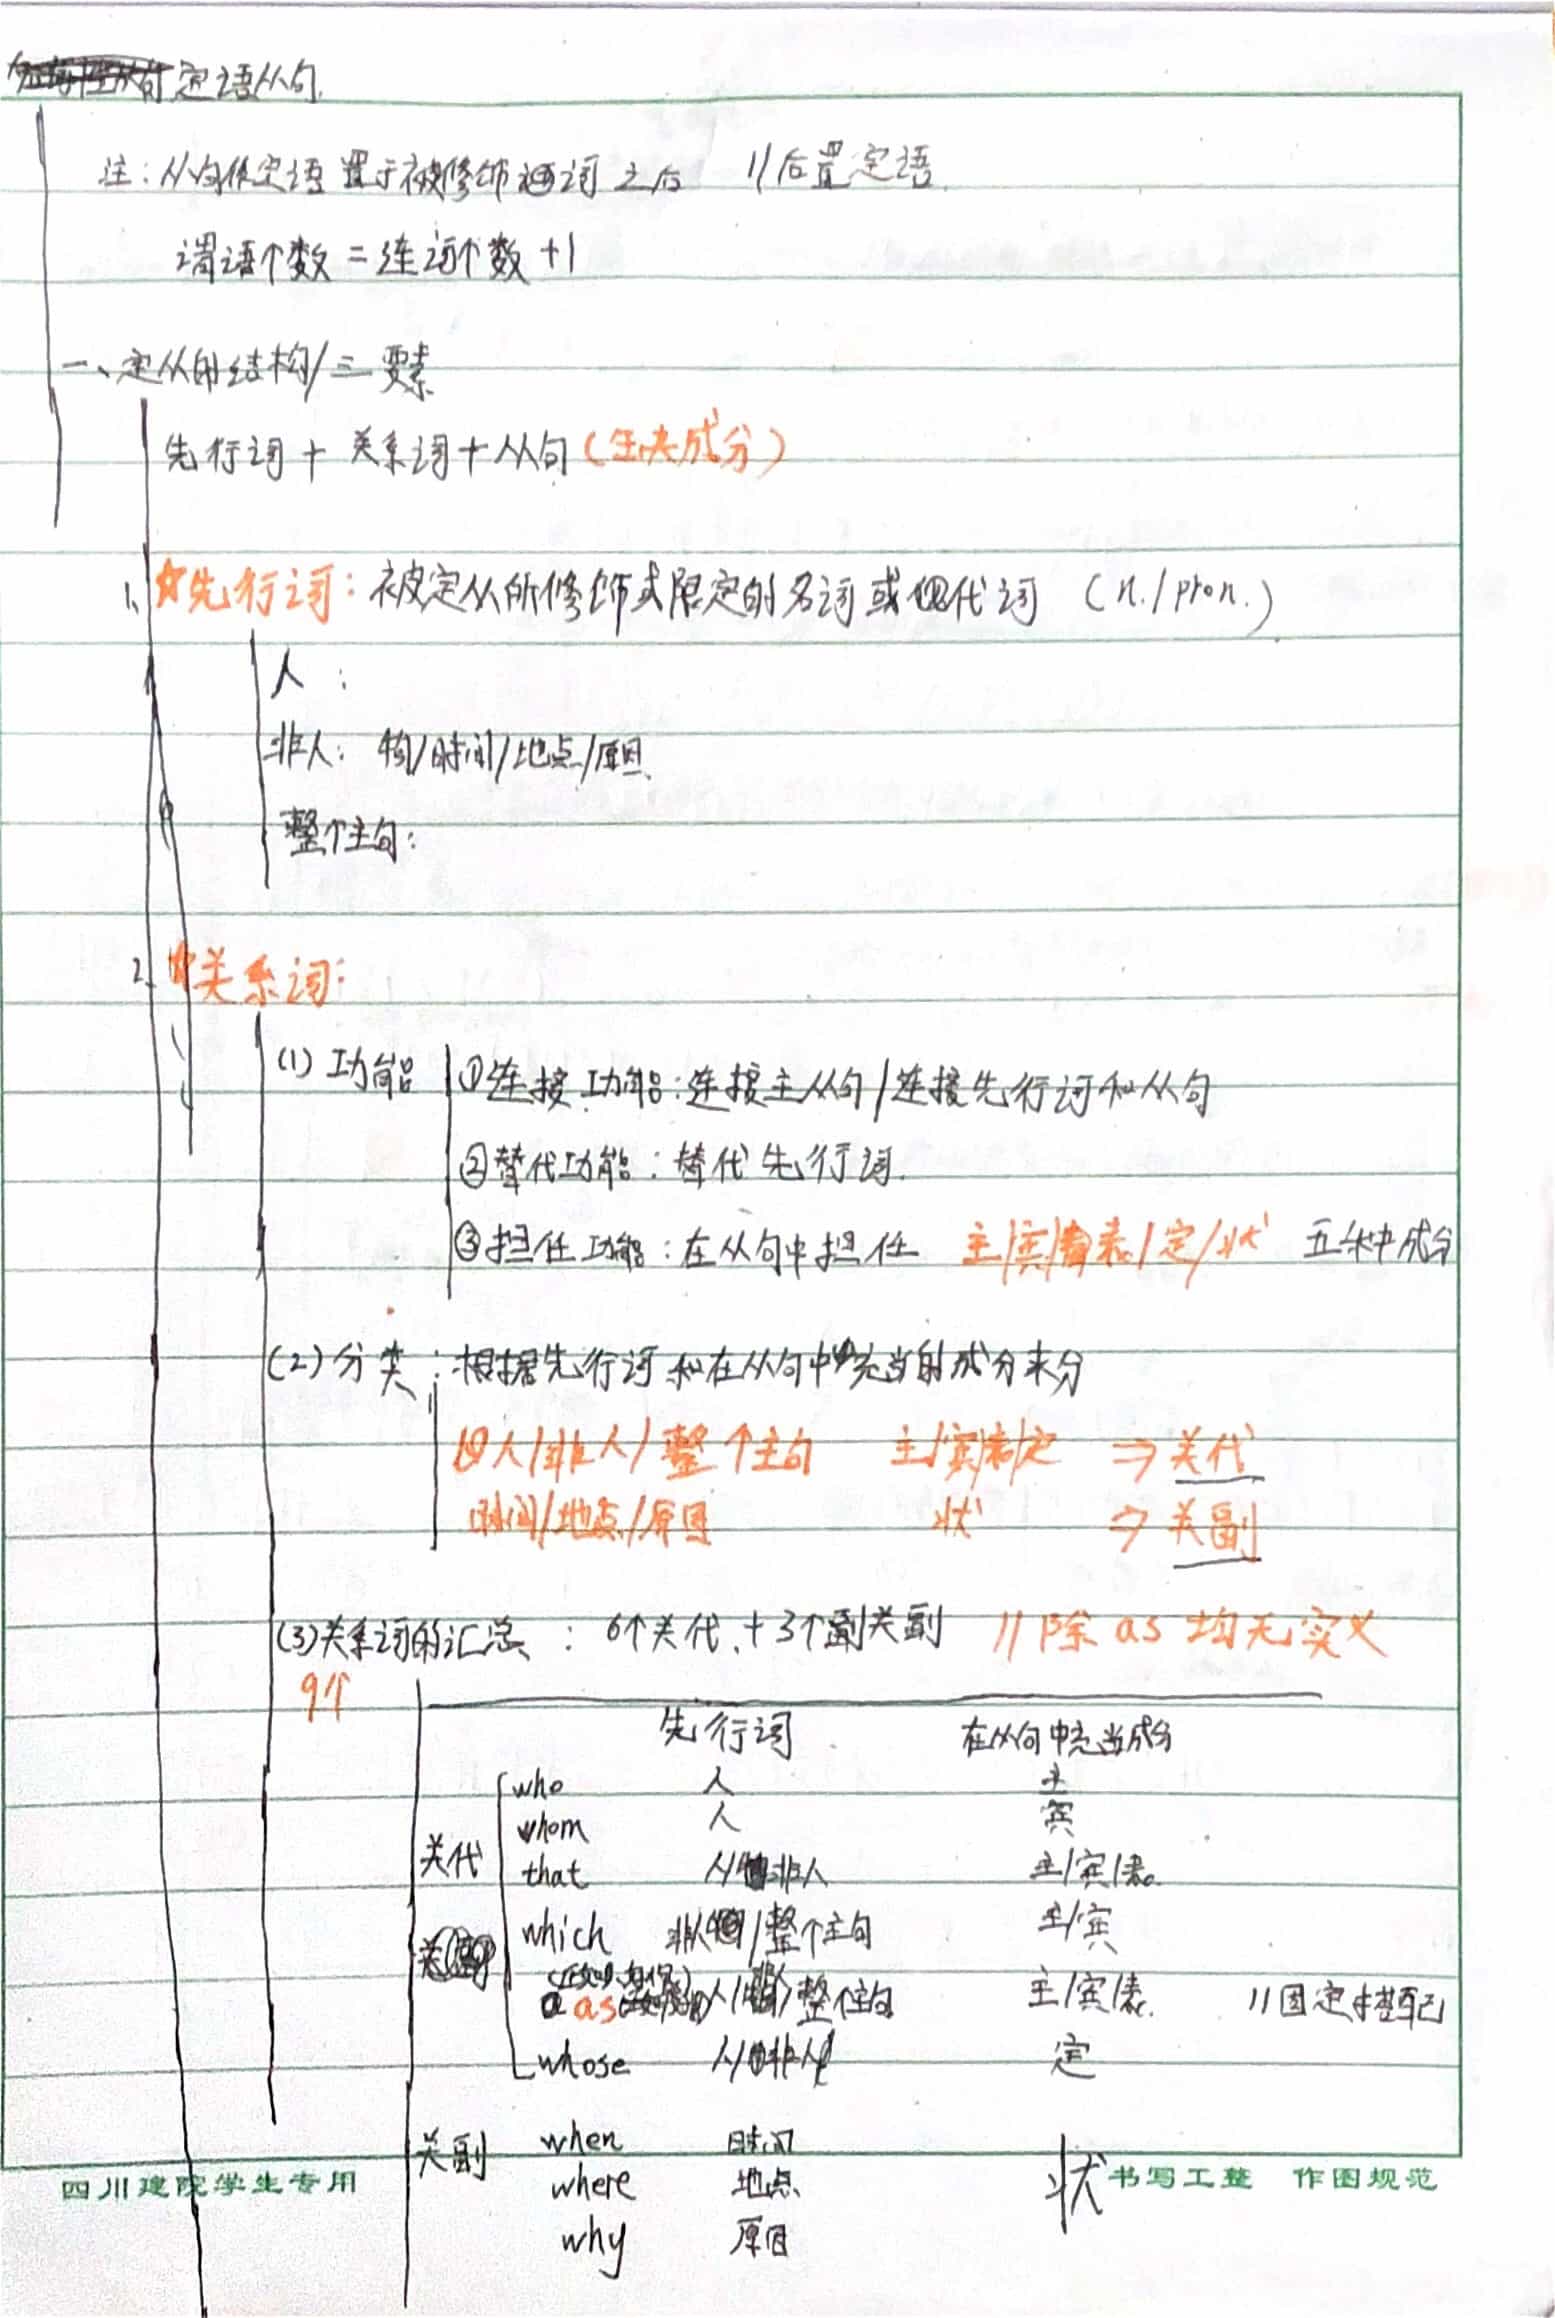 定语从句.
注：从句作定语 置于被修饰词之后 //后置定语.
谓语个数=连词个数+1
一、定从的结构/三要素
先行词+关系词+从句(缺成分)
1. ☆先行词：被定从所修饰或限定的名词或代词 (n./pron.)
人：
非人：物/时间/地点/原因
整个主句：
2. ☆关系词：
(1) 功能 ①连接功能：连接主从句/连接先行词和从句
②替代功能：替代先行词.
③担任功能：在从句中担任 主/宾/表/定/状 五种成分
(2)分类：根据先行词和在从句中充当的成分来分
人/非人/整个主句 主/宾/表/定 ⇒关代
时间/地点/原因 状 ⇒关副
(3)关系词的汇总：6个关代+3个关副 //除as均无实义
9个
先行词 在从句中充当成分
who 人 主
whom 人 宾
关代 that 人/非人 主/宾/表
which 非人/整个主句 主/宾
as 人/ /整个主句 主/宾/表. //固定搭配
whose 人/非人 定
关副 when 时间
where 地点 状
why 原因
四川建院学生专用 书写工整 作图规范